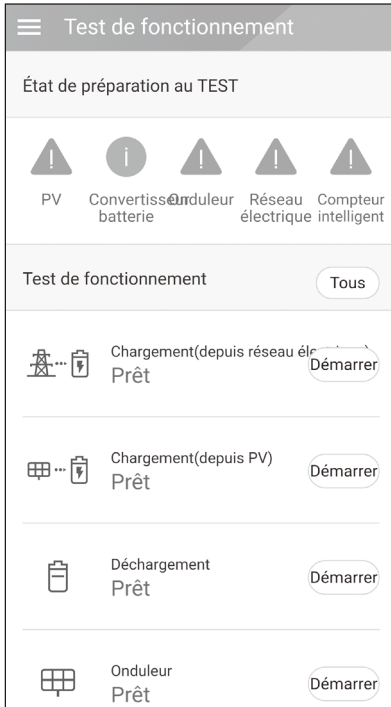 Test de fonctionnement
État de préparation au TEST
PV Convertisseur Onduleur Réseau Compteur
batterie électrique intelligent
Test de fonctionnement Tous
Chargement(depuis réseau
Démarrer
Prêt
Chargement(depuis PV)
Démarrer
Prêt
Déchargement
Démarrer
Prêt
Onduleur
Démarrer
Prêt